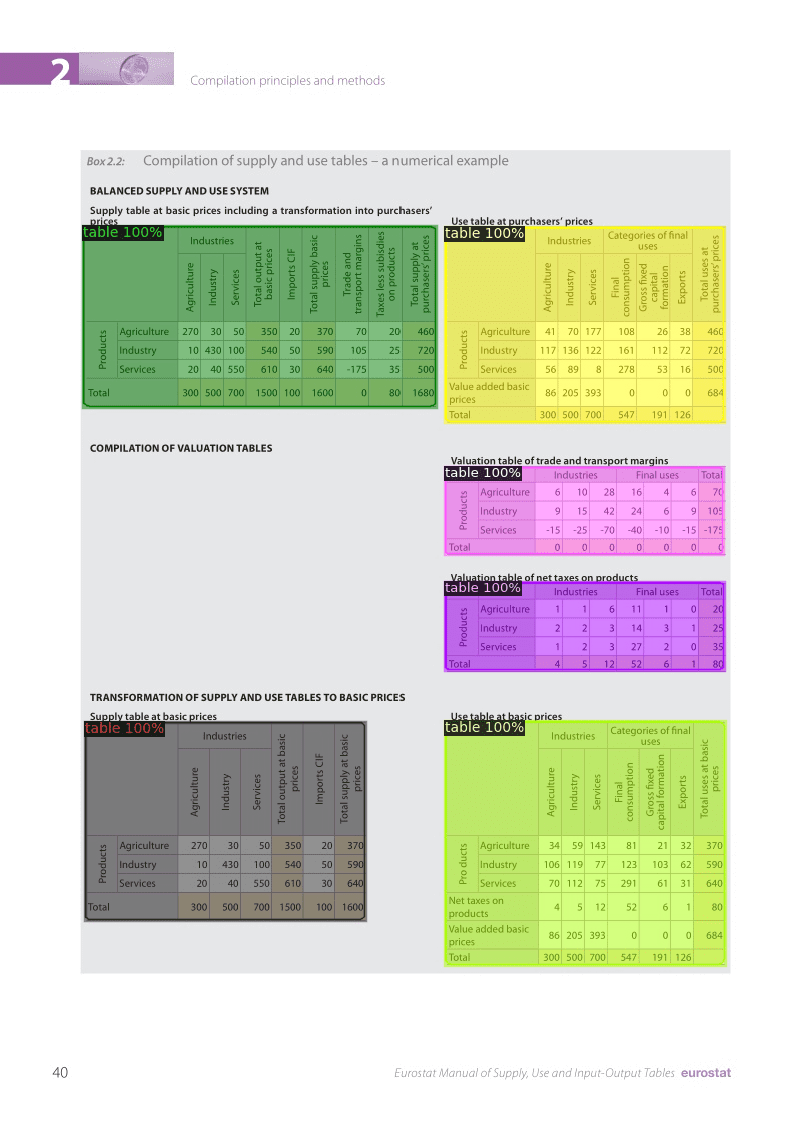 2
Compilation principles and methods
Box 2.2: Compilation of supply and use tables – a numerical example
BALANCED SUPPLY AND USE SYSTEM
Supply table at basic prices including a transformation into purchasers’
prices
table 100%
Industries
Agriculture Industry Services Total output at basic prices Imports CIF Total supply basic prices Trade and transport margins Taxes less subisdies on products Total supply at purchasers’ prices
Products
Agriculture 270 30 50 350 20 370 70 20 460
Industry 10 430 100 540 50 590 105 25 720
Services 20 40 550 610 30 640 -175 35 500
Total 300 500 700 1500 100 1600 0 80 1680
Use table at purchasers’ prices
table 100%
Industries Categories of final
uses
Agriculture Industry Services Final consumption Gross fixed capital formation Exports Total uses at purchasers’ prices
Products
Agriculture 41 70 177 108 26 38 460
Industry 117 136 122 161 112 72 720
Services 56 89 8 278 53 16 500
Value added basic
prices 86 205 393 0 0 0 684
Total 300 500 700 547 191 126
COMPILATION OF VALUATION TABLES
Valuation table of trade and transport margins
table 100%
Industries Final uses Total
Products
Agriculture 6 10 28 16 4 6 70
Industry 9 15 42 24 6 9 105
Services -15 -25 -70 -40 -10 -15 -175
Total 0 0 0 0 0 0 0
Valuation table of net taxes on products
table 100%
Industries Final uses Total
Products
Agriculture 1 1 6 11 1 0 20
Industry 2 2 3 14 3 1 25
Services 1 2 3 27 2 0 35
Total 4 5 12 52 6 1 80
TRANSFORMATION OF SUPPLY AND USE TABLES TO BASIC PRICES
Supply table at basic prices
table 100%
Industries
Agriculture Industry Services Total output at basic prices Imports CIF Total supply at basic prices
Products
Agriculture 270 30 50 350 20 370
Industry 10 430 100 540 50 590
Services 20 40 550 610 30 640
Total 300 500 700 1500 100 1600
Use table at basic prices
table 100%
Industries Categories of final
uses
Agriculture Industry Services Final consumption Gross fixed capital formation Exports Total uses at basic prices
Pro ducts
Agriculture 34 59 143 81 21 32 370
Industry 106 119 77 123 103 62 590
Services 70 112 75 291 61 31 640
Net taxes on
products 4 5 12 52 6 1 80
Value added basic
prices 86 205 393 0 0 0 684
Total 300 500 700 547 191 126
40
Eurostat Manual of Supply, Use and Input-Output Tables eurostat